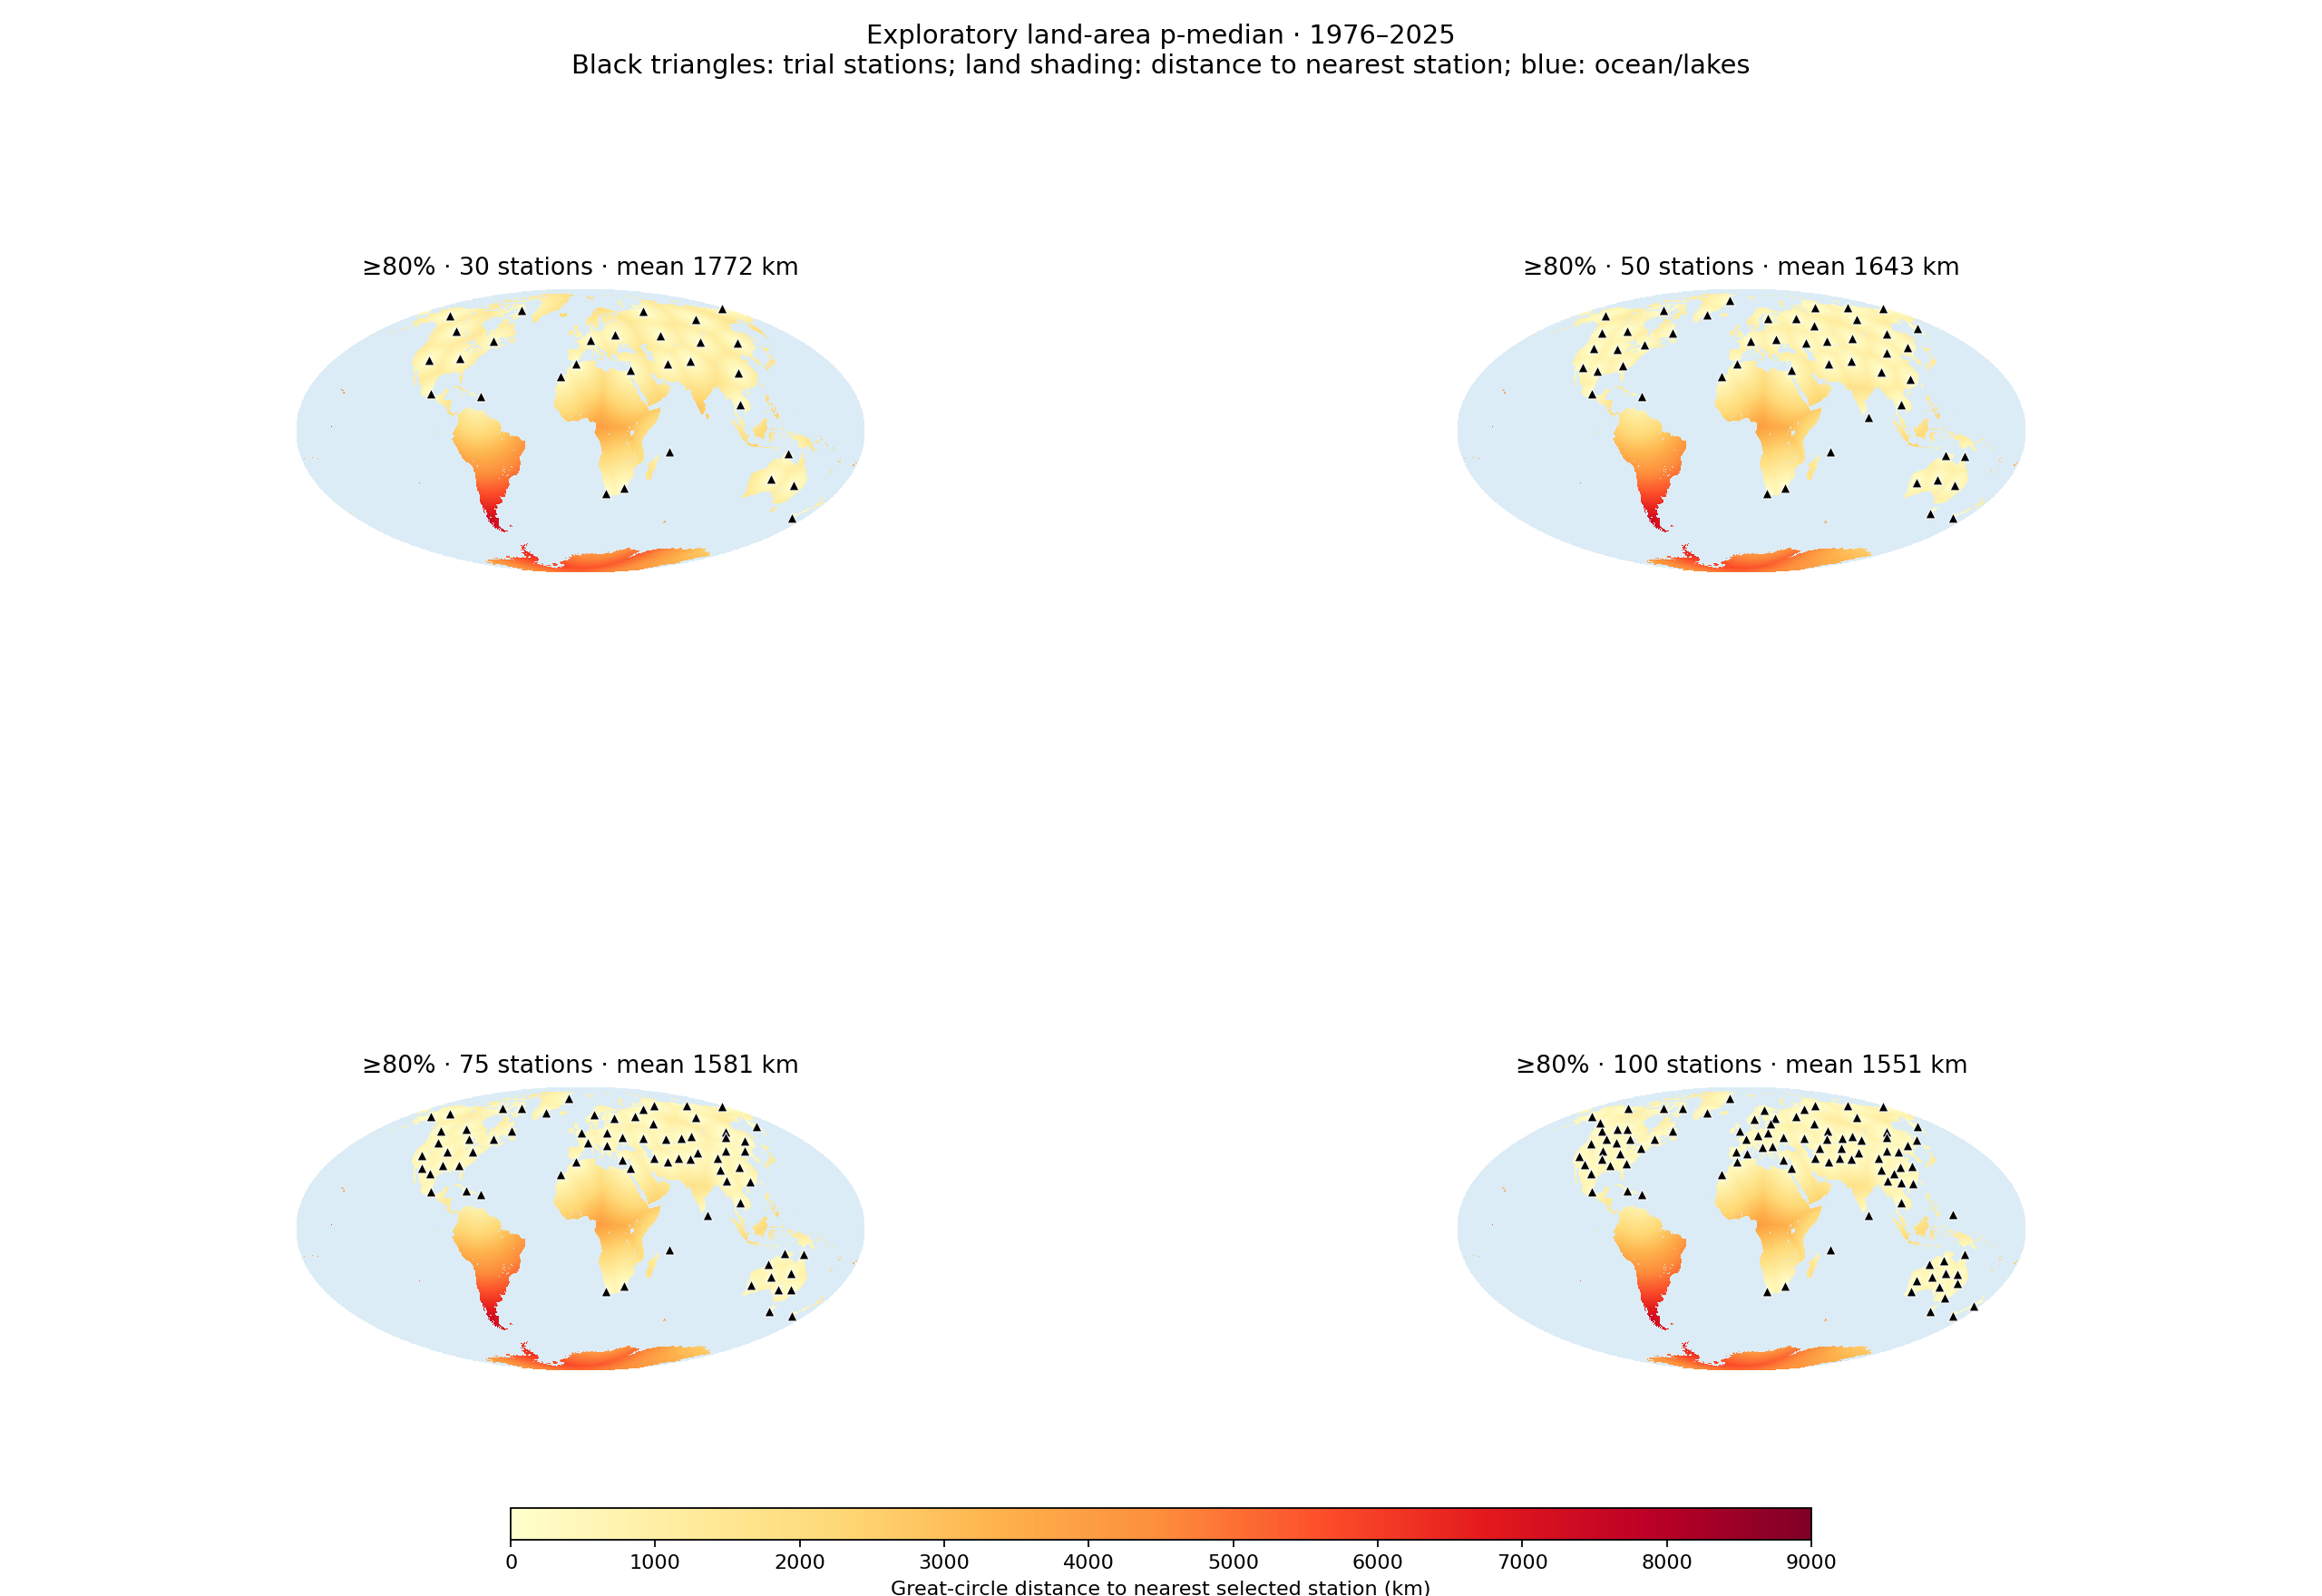 Exploratory land-area p-median · 1976–2025
Black triangles: trial stations; land shading: distance to nearest station; blue: ocean/lakes
≥80% · 30 stations · mean 1772 km
≥80% · 50 stations · mean 1643 km
≥80% · 75 stations · mean 1581 km
≥80% · 100 stations · mean 1551 km
0 1000 2000 3000 4000 5000 6000 7000 8000 9000
Great-circle distance to nearest selected station (km)